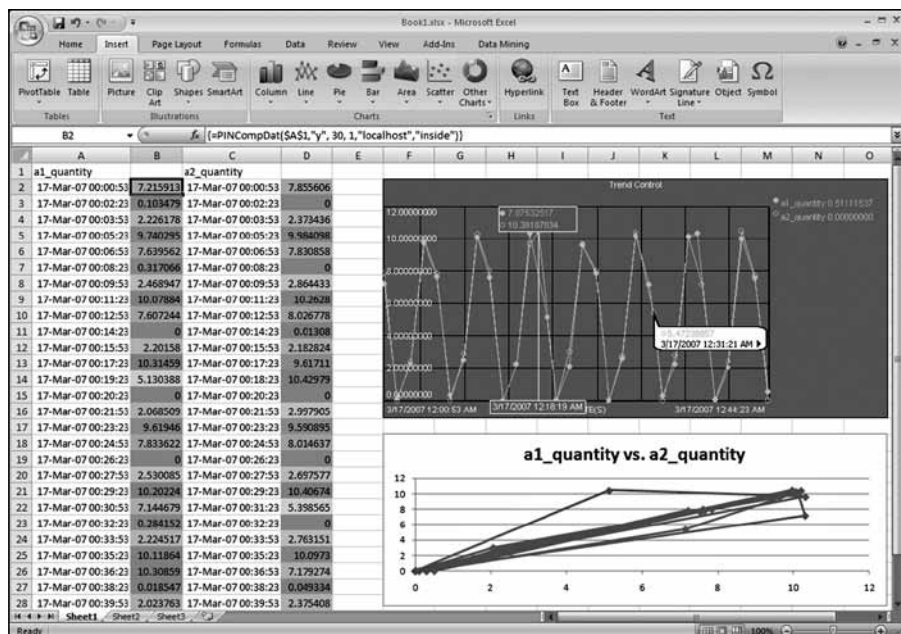 Book1.xlsx - Microsoft Excel
Home Insert Page Layout Formulas Data Review View Add-Ins Data Mining
PivotTable Table Picture Clip Art Shapes SmartArt Column Line Pie Bar Area Scatter Other Charts Hyperlink Text Box Header & Footer WordArt Signature Line Object Symbol
Tables Illustrations Charts Links Text
B2 fx {=PINCompDat($A$1,"y", 30, 1,"localhost","inside")}
A B C D E F G H I J K L M N O
1 a1_quantity a2_quantity
2 17-Mar-07 00:00:53 7.215913 17-Mar-07 00:00:53 7.855606
3 17-Mar-07 00:02:23 0.103479 17-Mar-07 00:02:23 0
4 17-Mar-07 00:03:53 2.226178 17-Mar-07 00:03:53 2.373436
5 17-Mar-07 00:05:23 9.740295 17-Mar-07 00:05:23 9.984098
6 17-Mar-07 00:06:53 7.639562 17-Mar-07 00:06:53 7.830858
7 17-Mar-07 00:08:23 0.317066 17-Mar-07 00:08:23 0
8 17-Mar-07 00:09:53 2.468947 17-Mar-07 00:09:53 2.864433
9 17-Mar-07 00:11:23 10.07884 17-Mar-07 00:11:23 10.2628
10 17-Mar-07 00:12:53 7.607244 17-Mar-07 00:12:53 8.026778
11 17-Mar-07 00:14:23 0 17-Mar-07 00:14:23 0.01308
12 17-Mar-07 00:15:53 2.20158 17-Mar-07 00:15:53 2.182824
13 17-Mar-07 00:17:23 10.31459 17-Mar-07 00:17:23 9.61711
14 17-Mar-07 00:19:23 5.130388 17-Mar-07 00:18:23 10.42979
15 17-Mar-07 00:20:23 0 17-Mar-07 00:20:23 0
16 17-Mar-07 00:21:53 2.068509 17-Mar-07 00:21:53 2.997905
17 17-Mar-07 00:23:23 9.61946 17-Mar-07 00:23:23 9.590895
18 17-Mar-07 00:24:53 7.833622 17-Mar-07 00:24:53 8.014637
19 17-Mar-07 00:26:23 0 17-Mar-07 00:26:23 0
20 17-Mar-07 00:27:53 2.530085 17-Mar-07 00:27:53 2.697577
21 17-Mar-07 00:29:23 10.20224 17-Mar-07 00:29:23 10.40674
22 17-Mar-07 00:30:53 7.144679 17-Mar-07 00:31:23 5.398565
23 17-Mar-07 00:32:23 0.284152 17-Mar-07 00:32:23 0
24 17-Mar-07 00:33:53 2.224517 17-Mar-07 00:33:53 2.763151
25 17-Mar-07 00:35:23 10.11864 17-Mar-07 00:35:23 10.0973
26 17-Mar-07 00:36:23 10.30859 17-Mar-07 00:36:53 7.179274
27 17-Mar-07 00:38:23 0.018547 17-Mar-07 00:38:23 0.049334
28 17-Mar-07 00:39:53 2.023763 17-Mar-07 00:39:53 2.375408
Trend Control
12.00000000
10.00000000
8.00000000
6.00000000
4.00000000
2.00000000
0.00000000
a2_quantity 0.00000000
3/17/2007 12:31:21 AM
3/17/2007 12:00:53 AM 3/17/2007 12:18:19 AM TE(S) 3/17/2007 12:44:23 AM
a1_quantity vs. a2_quantity
12
10
8
6
4
2
0
0 2 4 6 8 10 12
Sheet1 Sheet2 Sheet3
Ready 100%